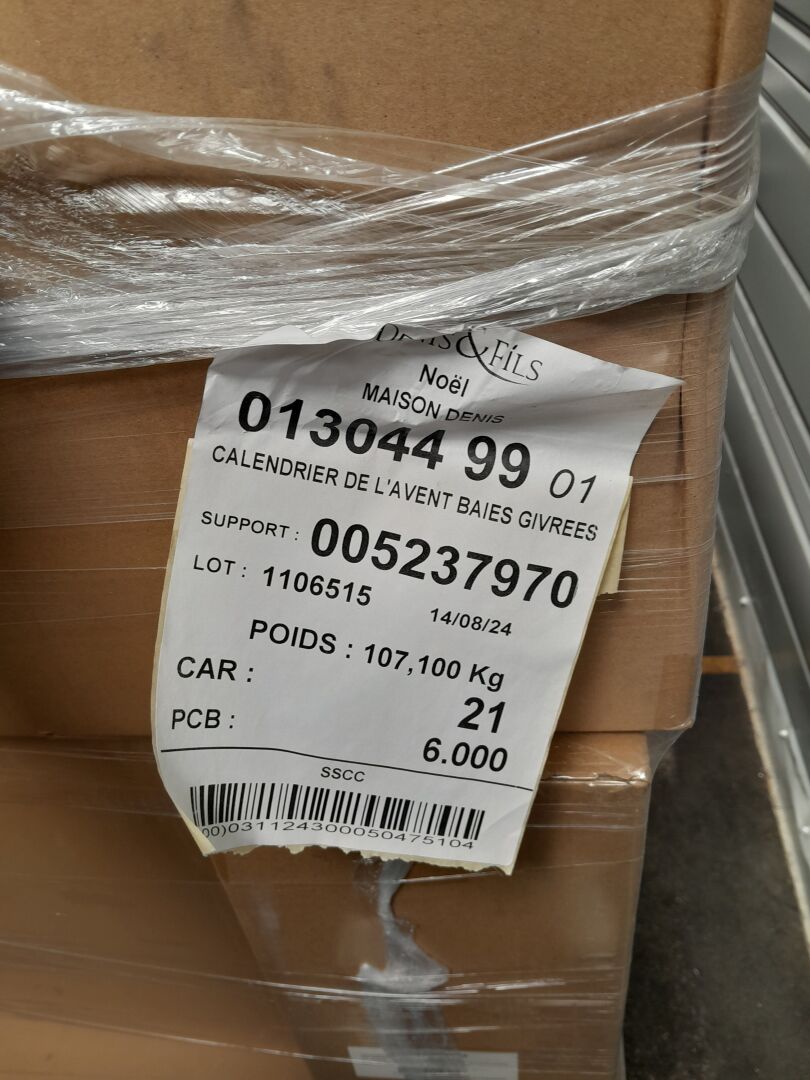 DENIS & FILS
Noël
MAISON DENIS
013044 99 01
CALENDRIER DE L'AVENT BAIES GIVREES
SUPPORT : 005237970
LOT : 1106515 14/08/24
POIDS : 107,100 Kg
CAR : 21
PCB : 6.000
SSCC
00)031124300050475104